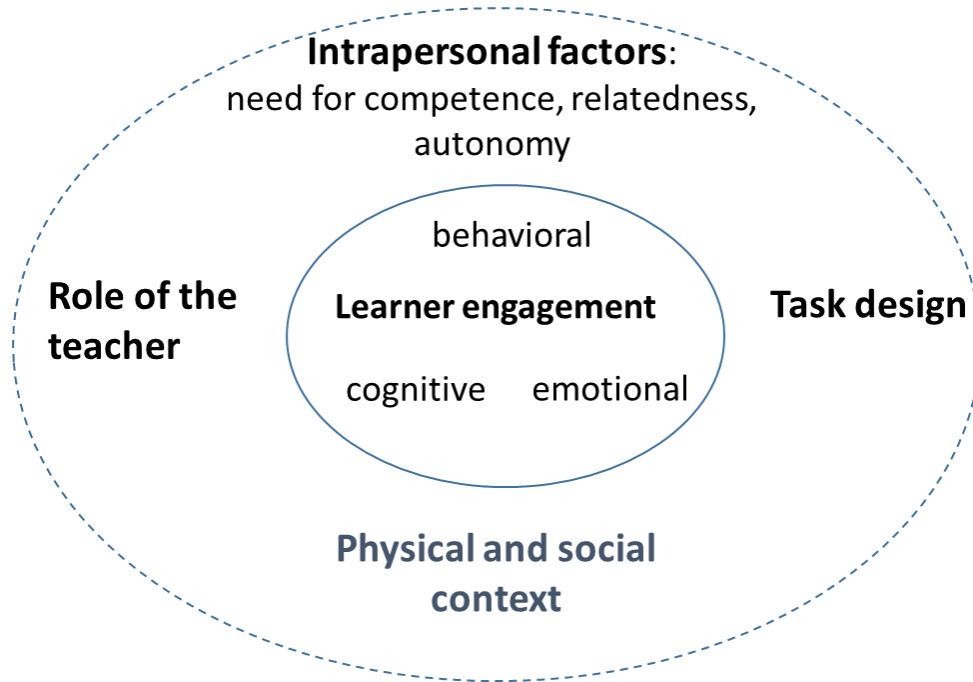 Intrapersonal factors:
need for competence, relatedness,
autonomy
behavioral
Role of the
teacher
Learner engagement
Task design
cognitive emotional
Physical and social
context